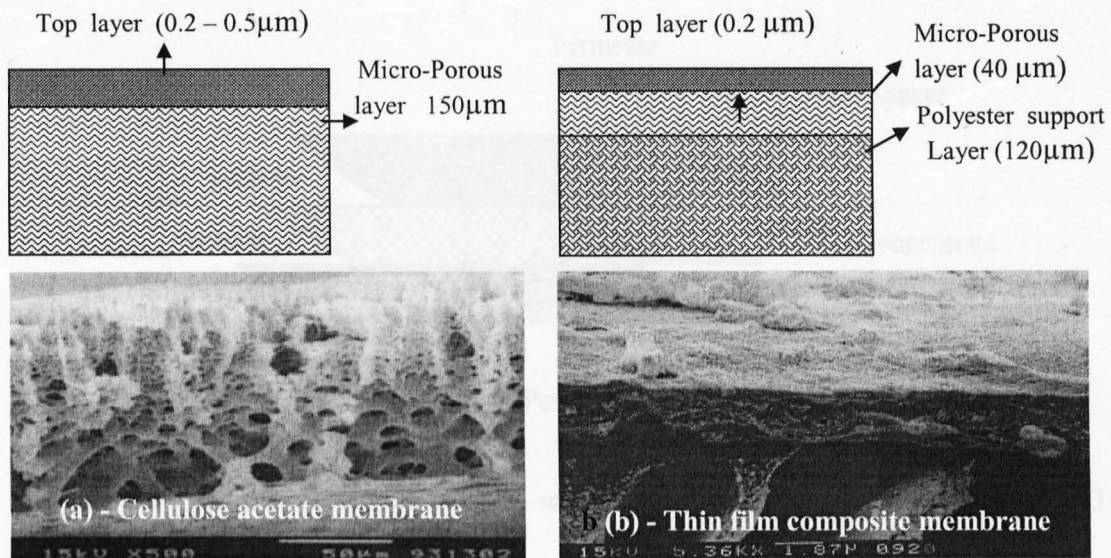 Top layer (0.2 – 0.5µm)
Micro-Porous
layer 150µm
Top layer (0.2 µm)
Micro-Porous
layer (40 µm)
Polyester support
Layer (120µm)
(a) - Cellulose acetate membrane
15kV X500 50µm 931302
b (b) - Thin film composite membrane
15kV 5.36KX 1.87µ 0920